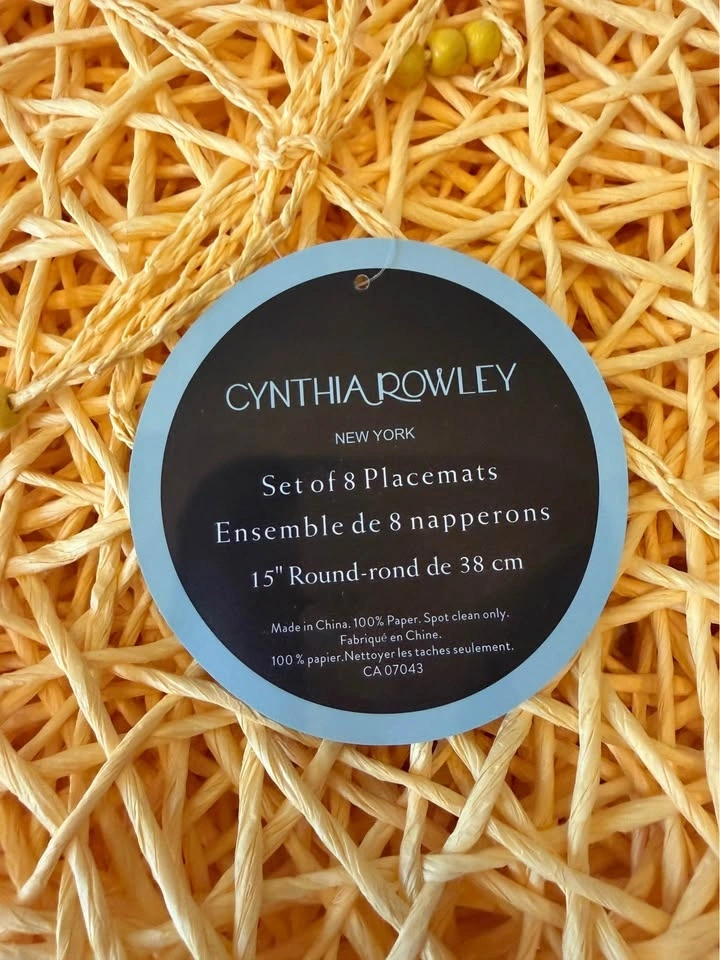 CYNTHIA ROWLEY
NEW YORK
Set of 8 Placemats
Ensemble de 8 napperons
15" Round-rond de 38 cm
Made in China. 100% Paper. Spot clean only.
Fabriqué en Chine.
100 % papier.Nettoyer les taches seulement.
CA 07043